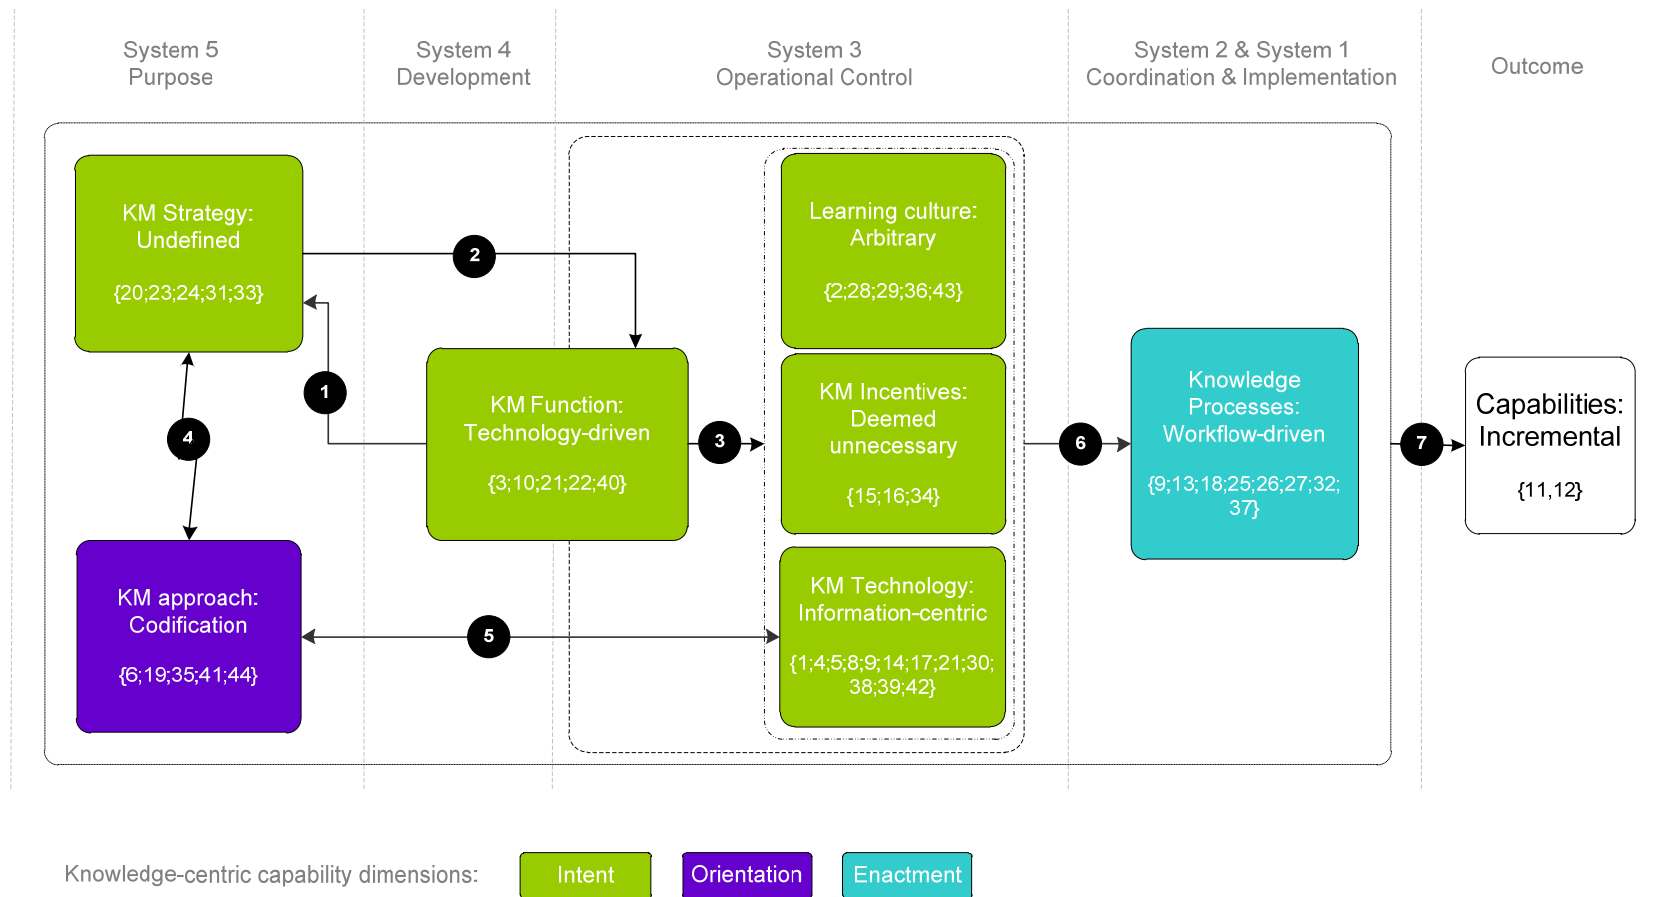 System 5
Purpose
System 4
Development
System 3
Operational Control
System 2 & System 1
Coordination & Implementation
Outcome
KM Strategy:
Undefined
{20;23;24;31;33}
2
Learning culture:
Arbitrary
{2;28;29;36;43}
1
KM Function:
Technology-driven
{3;10;21;22;40}
3
KM Incentives:
Deemed
unnecessary
{15;16;34}
6
Knowledge
Processes:
Workflow-driven
{9;13;18;25;26;27;32;
37}
7
Capabilities:
Incremental
{11,12}
4
KM approach:
Codification
{6;19;35;41;44}
5
KM Technology:
Information-centric
{1;4;5;8;9;14;17;21;30;
38;39;42}
Knowledge-centric capability dimensions:
Intent
Orientation
Enactment